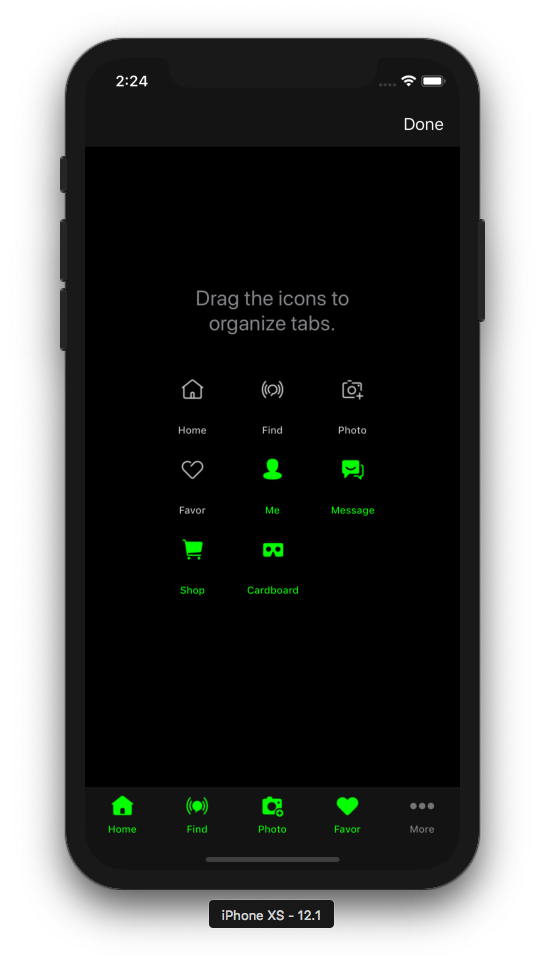 2:24
Done
Drag the icons to
organize tabs.
Home Find Photo
Favor Me Message
Shop Cardboard
Home Find Photo Favor More
iPhone XS - 12.1